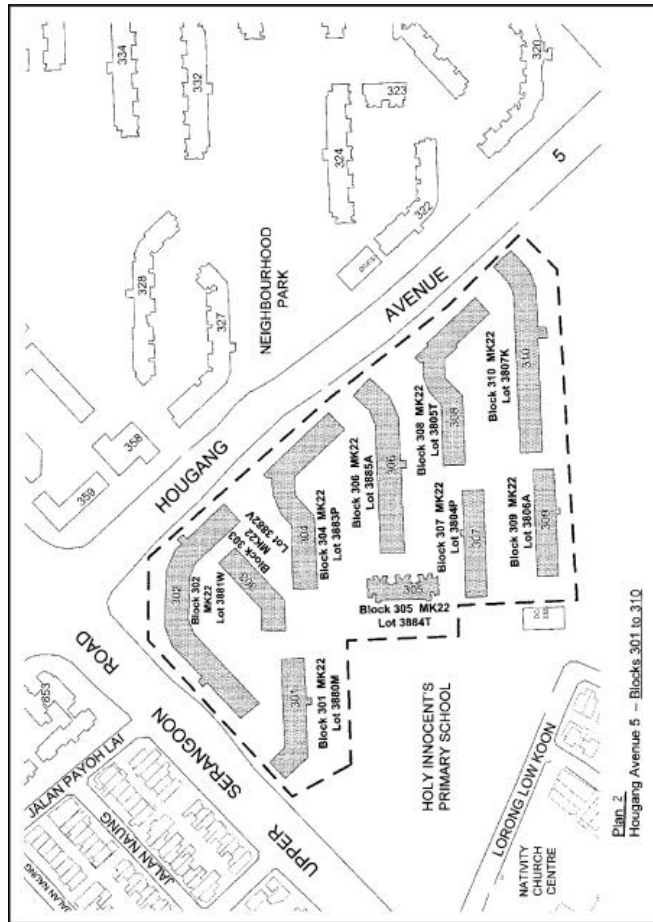 334
332
320
323
324
322
5
328
327
NEIGHBOURHOOD
PARK
359
358
HOUGANG
AVENUE
302
Block 302
MK22
Lot 3881W
303
Block 303
MK22
Lot 3882V
304
Block 304 MK22
Lot 3883P
306
Block 306 MK22
Lot 3885A
308
Block 308 MK22
Lot 3805T
310
Block 310 MK22
Lot 3807K
301
Block 301 MK22
Lot 3880M
305
Block 305 MK22
Lot 3884T
307
Block 307 MK22
Lot 3804P
309
Block 309 MK22
Lot 3806A
853
JALAN PAYOH LAI
UPPER
SERANGOON
ROAD
JALAN NAUNG
JALAN NAUNG
JALAN NAUNG
HOLY INNOCENT'S
PRIMARY SCHOOL
LORONG LOW KOON
NATIVITY
CHURCH
CENTRE
Plan 2
Hougang Avenue 5 – Blocks 301 to 310